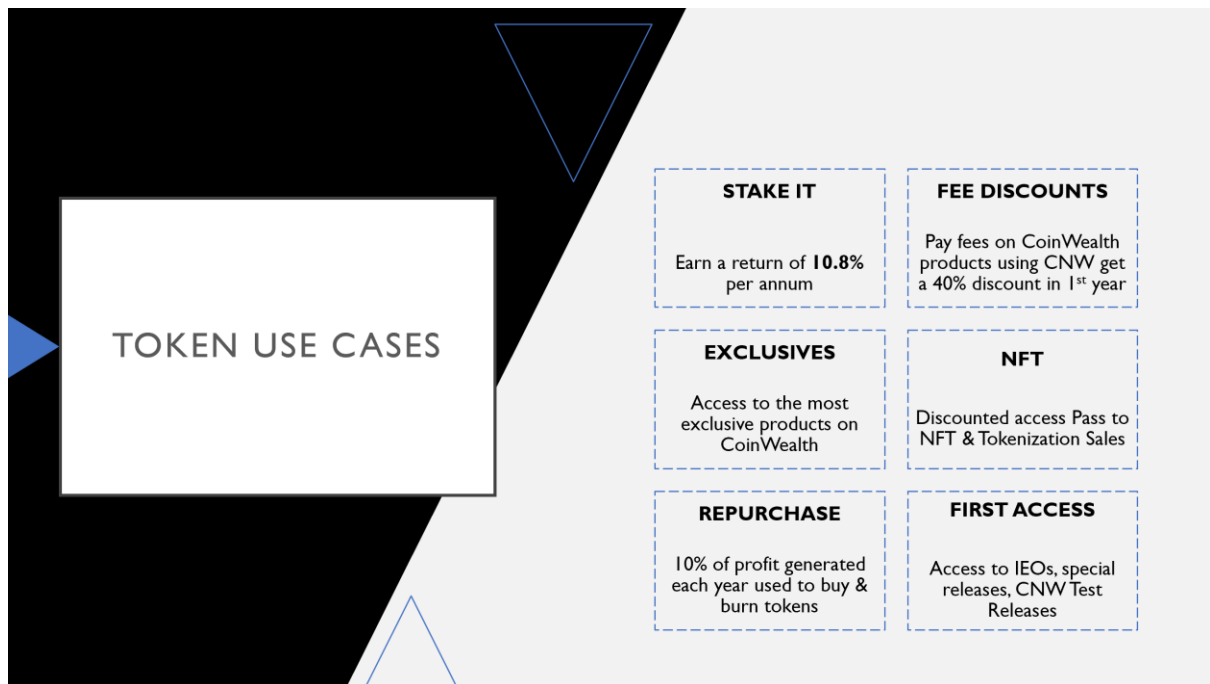 TOKEN USE CASES
STAKE IT
Earn a return of 10.8%
per annum
FEE DISCOUNTS
Pay fees on CoinWealth
products using CNW get
a 40% discount in 1st year
EXCLUSIVES
Access to the most
exclusive products on
CoinWealth
NFT
Discounted access Pass to
NFT & Tokenization Sales
REPURCHASE
10% of profit generated
each year used to buy &
burn tokens
FIRST ACCESS
Access to IEOs, special
releases, CNW Test
Releases